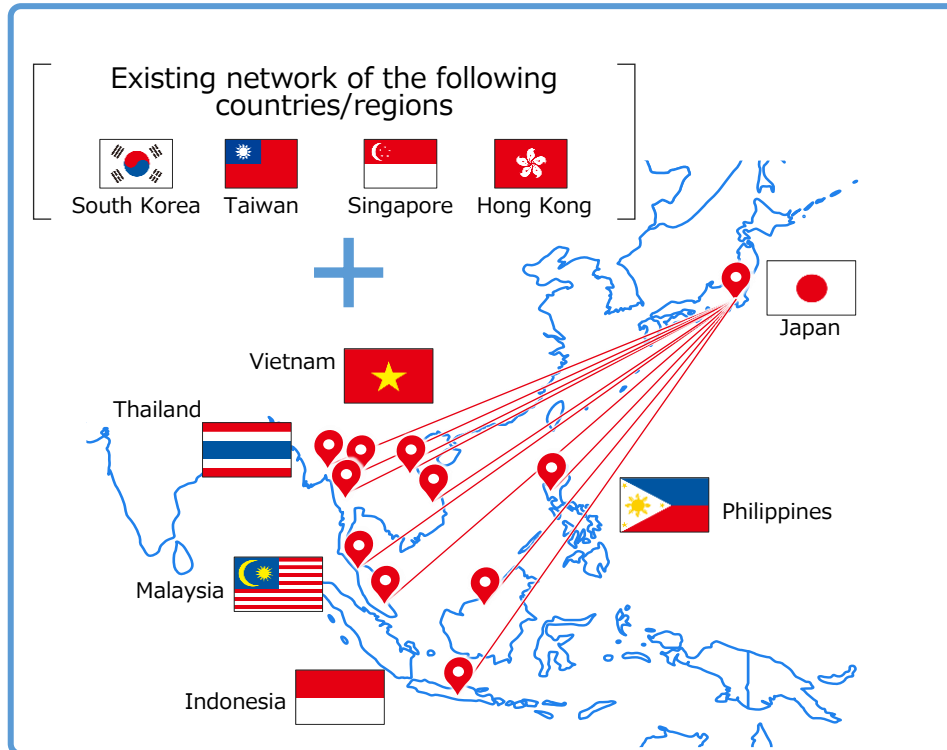 Existing network of the following
countries/regions
South Korea
Taiwan
Singapore
Hong Kong
Japan
Vietnam
Thailand
Philippines
Malaysia
Indonesia